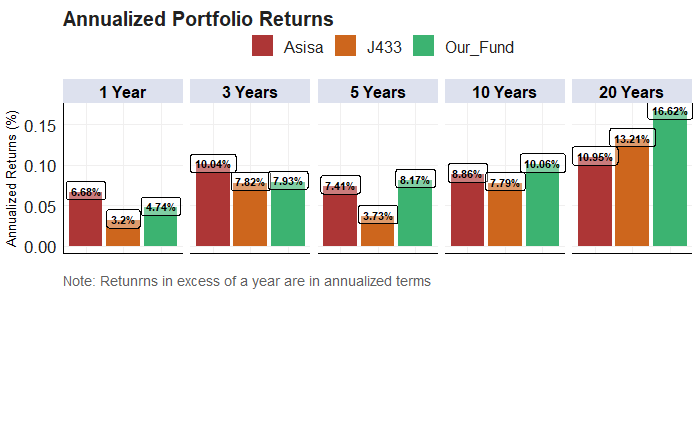 Annualized Portfolio Returns
Asisa J433 Our_Fund
1 Year 3 Years 5 Years 10 Years 20 Years
Annualized Returns (%)
0.15
0.10
0.05
0.00
6.68% 3.2% 4.74%
10.04% 7.82% 7.93%
7.41% 3.73% 8.17%
8.86% 7.79% 10.06%
10.95% 13.21% 16.62%
Note: Retunrns in excess of a year are in annualized terms